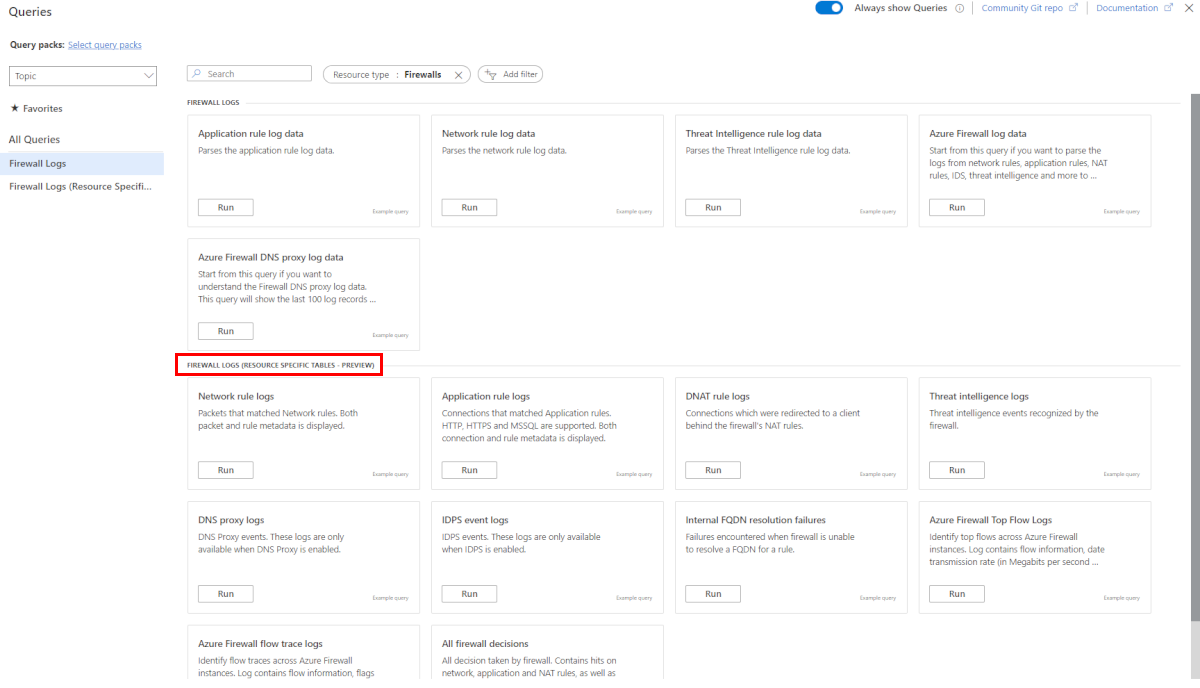 Queries
Always show Queries
Community Git repo
Documentation
Query packs: Select query packs
Topic
Favorites
All Queries
Firewall Logs
Firewall Logs (Resource Specifi...
Search
Resource type : Firewalls
Add filter
FIREWALL LOGS
Application rule log data
Parses the application rule log data.
Run
Example query
Network rule log data
Parses the network rule log data.
Run
Example query
Threat Intelligence rule log data
Parses the Threat Intelligence rule log data.
Run
Example query
Azure Firewall log data
Start from this query if you want to parse the
logs from network rules, application rules, NAT
rules, IDS, threat intelligence and more to ...
Run
Example query
Azure Firewall DNS proxy log data
Start from this query if you want to
understand the Firewall DNS proxy log data.
This query will show the last 100 log records ...
Run
Example query
FIREWALL LOGS (RESOURCE SPECIFIC TABLES - PREVIEW)
Network rule logs
Packets that matched Network rules. Both
packet and rule metadata is displayed.
Run
Example query
Application rule logs
Connections that matched Application rules.
HTTP, HTTPS and MSSQL are supported. Both
connection and rule metadata is displayed.
Run
Example query
DNAT rule logs
Connections which were redirected to a client
behind the firewall's NAT rules.
Run
Example query
Threat intelligence logs
Threat intelligence events recognized by the
firewall.
Run
Example query
DNS proxy logs
DNS Proxy events. These logs are only
available when DNS Proxy is enabled.
Run
Example query
IDPS event logs
IDPS events. These logs are only available
when IDPS is enabled.
Run
Example query
Internal FQDN resolution failures
Failures encountered when firewall is unable
to resolve a FQDN for a rule.
Run
Example query
Azure Firewall Top Flow Logs
Identify top flows across Azure Firewall
instances. Log contains flow information, date
transmission rate (in Megabits per second ...
Run
Example query
Azure Firewall flow trace logs
Identify flow traces across Azure Firewall
instances. Log contains flow information, flags
All firewall decisions
All decision taken by firewall. Contains hits on
network, application and NAT rules, as well as